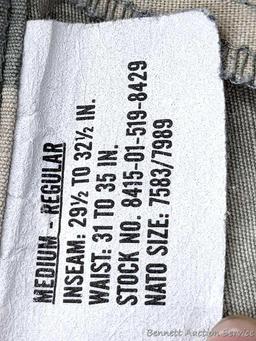 MEDIUM - REGULAR
INSEAM: 29½ TO 32½ IN.
WAIST: 31 TO 35 IN.
STOCK NO. 8415-01-519-8429
NATO SIZE: 7583/7989
Bennett Auction Service